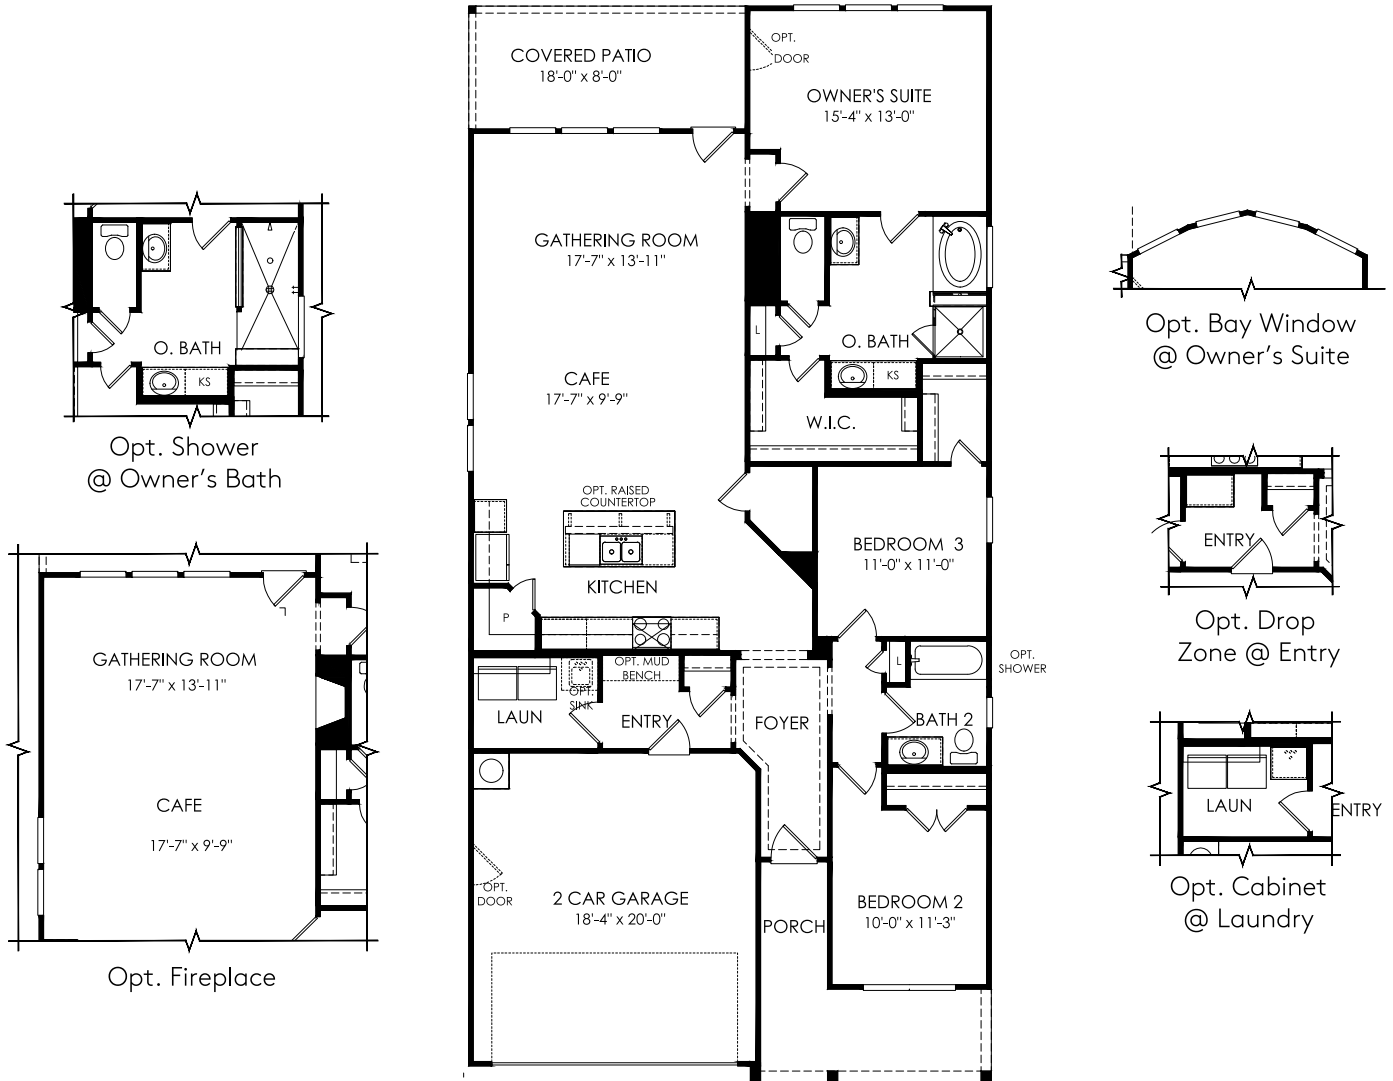 COVERED PATIO
18'-0" x 8'-0"
OPT.
DOOR
OWNER'S SUITE
15'-4" x 13'-0"
GATHERING ROOM
17'-7" x 13'-11"
L
O. BATH
KS
CAFE
17'-7" x 9'-9"
W.I.C.
OPT. RAISED
COUNTERTOP
KITCHEN
P
BEDROOM 3
11'-0" x 11'-0"
OPT. MUD
BENCH
OPT.
SINK
LAUN
ENTRY
FOYER
L
BATH 2
OPT.
SHOWER
OPT.
DOOR
2 CAR GARAGE
18'-4" x 20'-0"
PORCH
BEDROOM 2
10'-0" x 11'-3"
O. BATH
KS
Opt. Shower
@ Owner's Bath
GATHERING ROOM
17'-7" x 13'-11"
CAFE
17'-7" x 9'-9"
Opt. Fireplace
Opt. Bay Window
@ Owner's Suite
ENTRY
Opt. Drop
Zone @ Entry
LAUN
ENTRY
Opt. Cabinet
@ Laundry